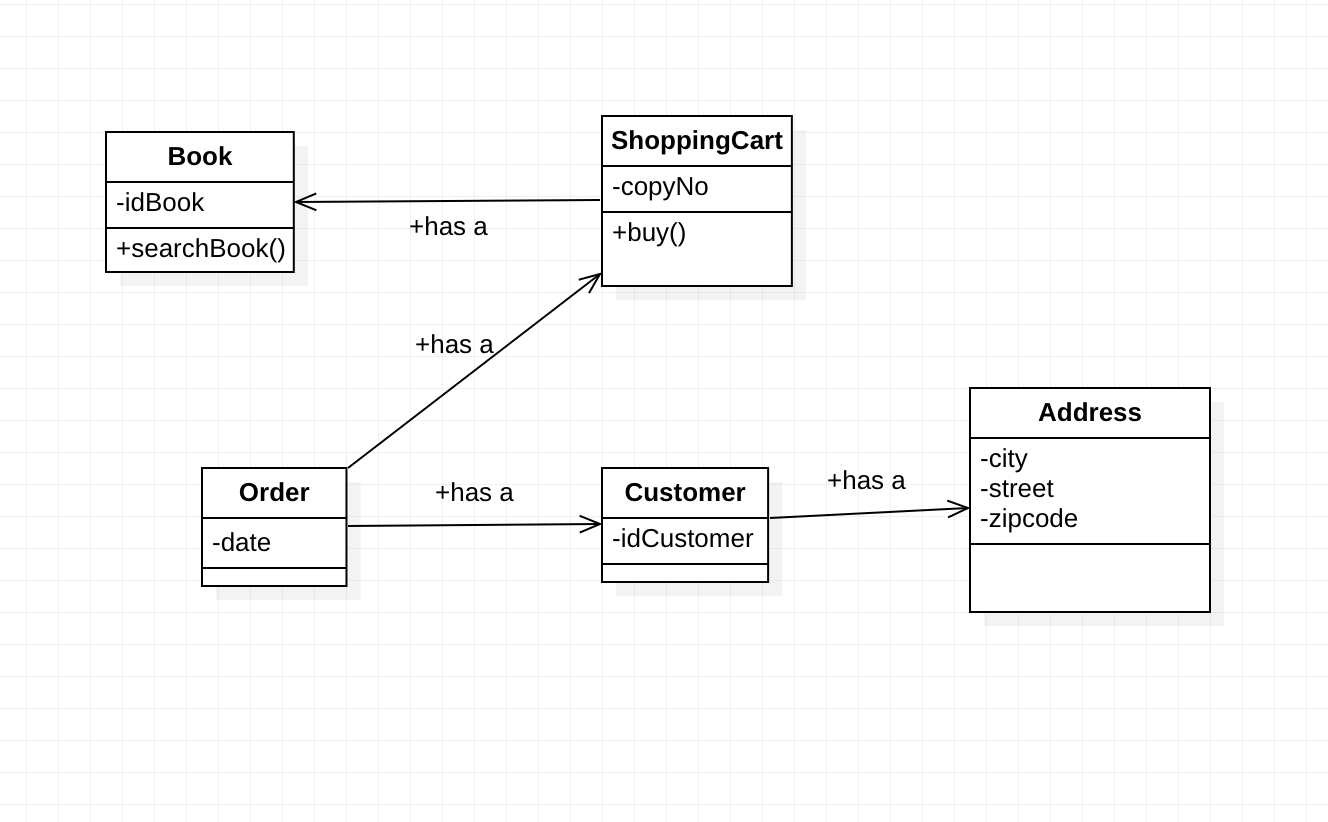 Book
-idBook
+searchBook()
+has a
ShoppingCart
-copyNo
+buy()
+has a
Order
-date
+has a
Customer
-idCustomer
+has a
Address
-city
-street
-zipcode